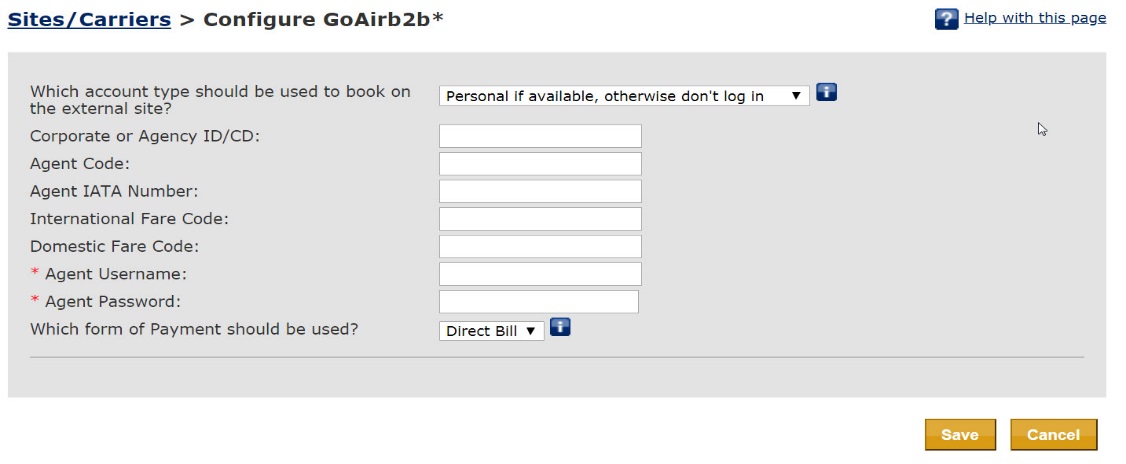 Sites/Carriers > Configure GoAirb2b*
Help with this page
Which account type should be used to book on
the external site?
Personal if available, otherwise don't log in
Corporate or Agency ID/CD:
Agent Code:
Agent IATA Number:
International Fare Code:
Domestic Fare Code:
* Agent Username:
* Agent Password:
Which form of Payment should be used?
Direct Bill
Save
Cancel